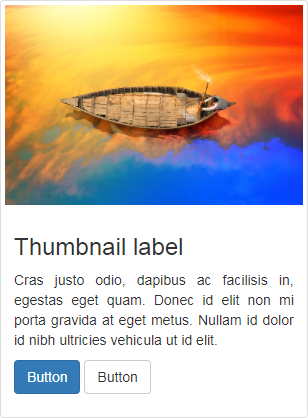 Thumbnail label
Cras justo odio, dapibus ac facilisis in,
egestas eget quam. Donec id elit non mi
porta gravida at eget metus. Nullam id dolor
id nibh ultricies vehicula ut id elit.
Button Button